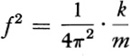 f² = 1/4π² · k/m